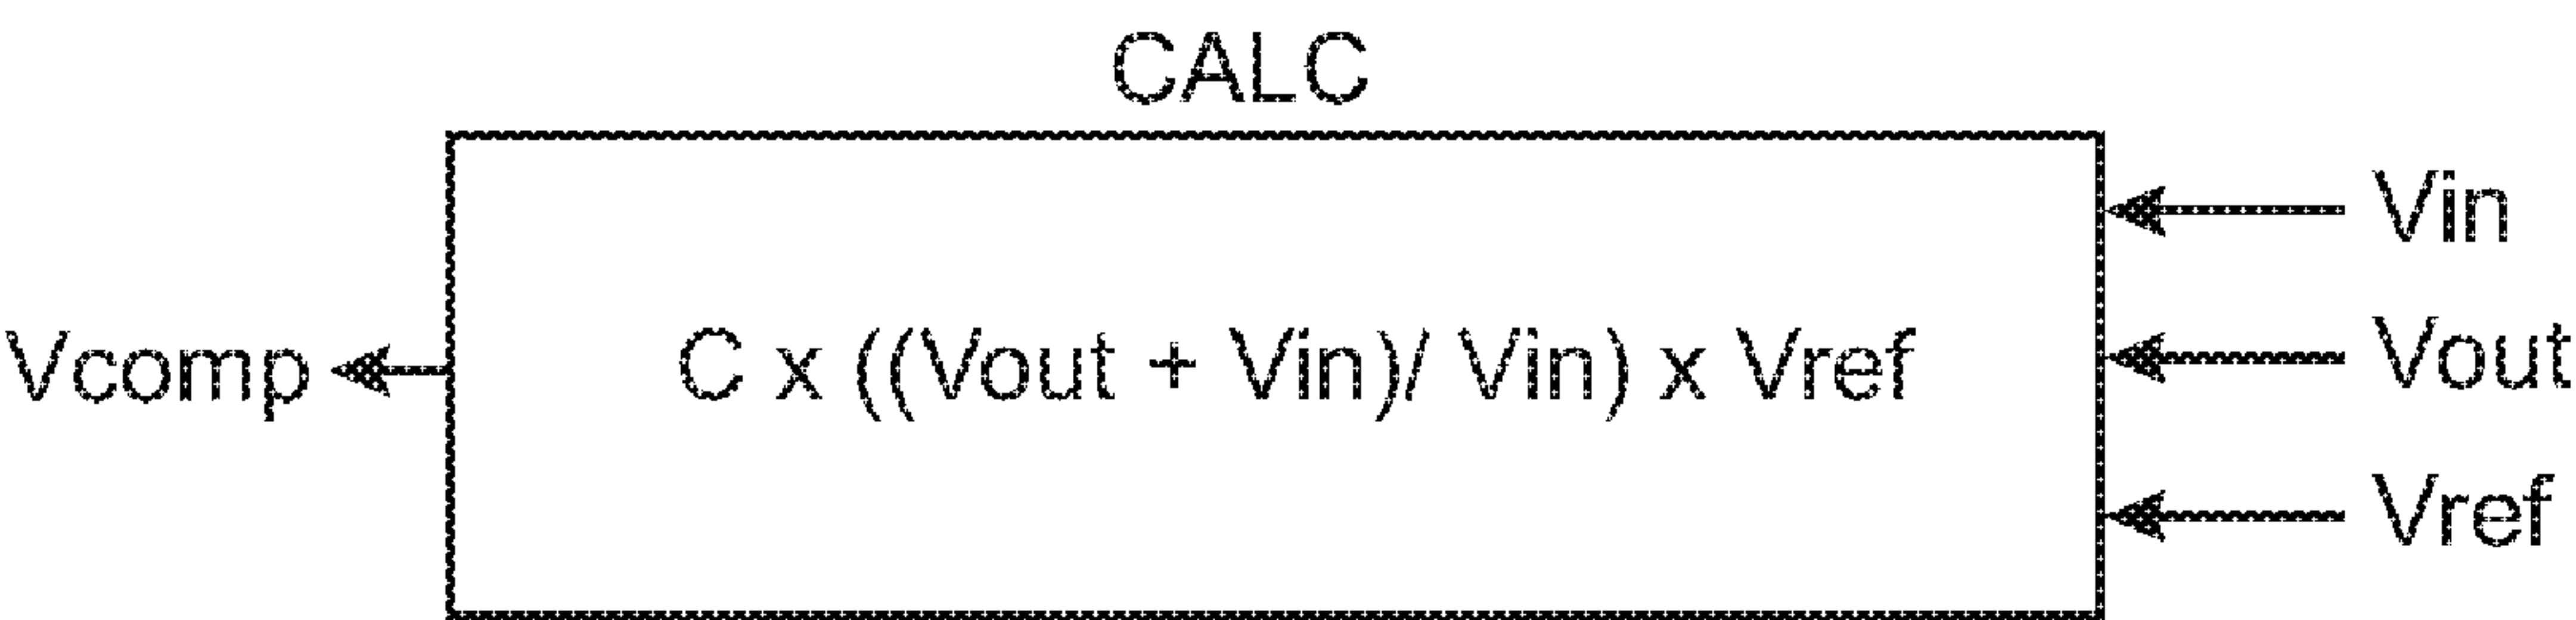 CALC
Vin
Vcomp
C x ((Vout + Vin)/ Vin) x Vref
Vout
Vref